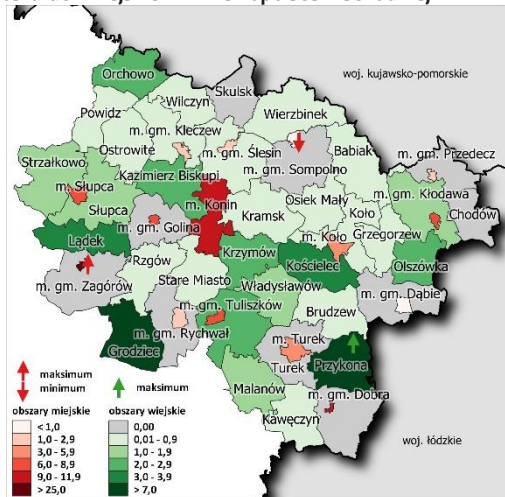 Orchowo
Skulsk
woj. kujawsko-pomorskie
Wilczyn
Powidz
Wierzbinek
m. gm. Kleczew
Ostrowite
m. gm. Ślesin
Babiak
m. gm. Przedecz
Strzałkowo
m. gm. Sompolno
Kazimierz Biskupi
m. Słupca
Osiek Mały
m. gm. Kłodawa
Słupca
m. Konin
Kramsk
Koło
Chodów
m. gm. Golina
m. Koło
Grzegorzew
Lądek
Krzymów
Kościelec
Olszówka
Rzgów
m. gm. Zagórów
Stare Miasto
Władysławów
m. gm. Dąbie
m. gm. Tuliszków
Brudzew
Grodziec
m. gm. Rychwał
m. Turek
Turek
Przykona
Malanów
m. gm. Dobra
Kawęczyn
woj. łódzkie
maksimum
minimum
maksimum
obszary miejskie
< 1,0
1,0 - 2,9
3,0 - 5,9
6,0 - 8,9
9,0 - 11,9
> 25,0
obszary wiejskie
0,00
0,01 - 0,9
1,0 - 1,9
2,0 - 2,9
3,0 - 3,9
> 7,0